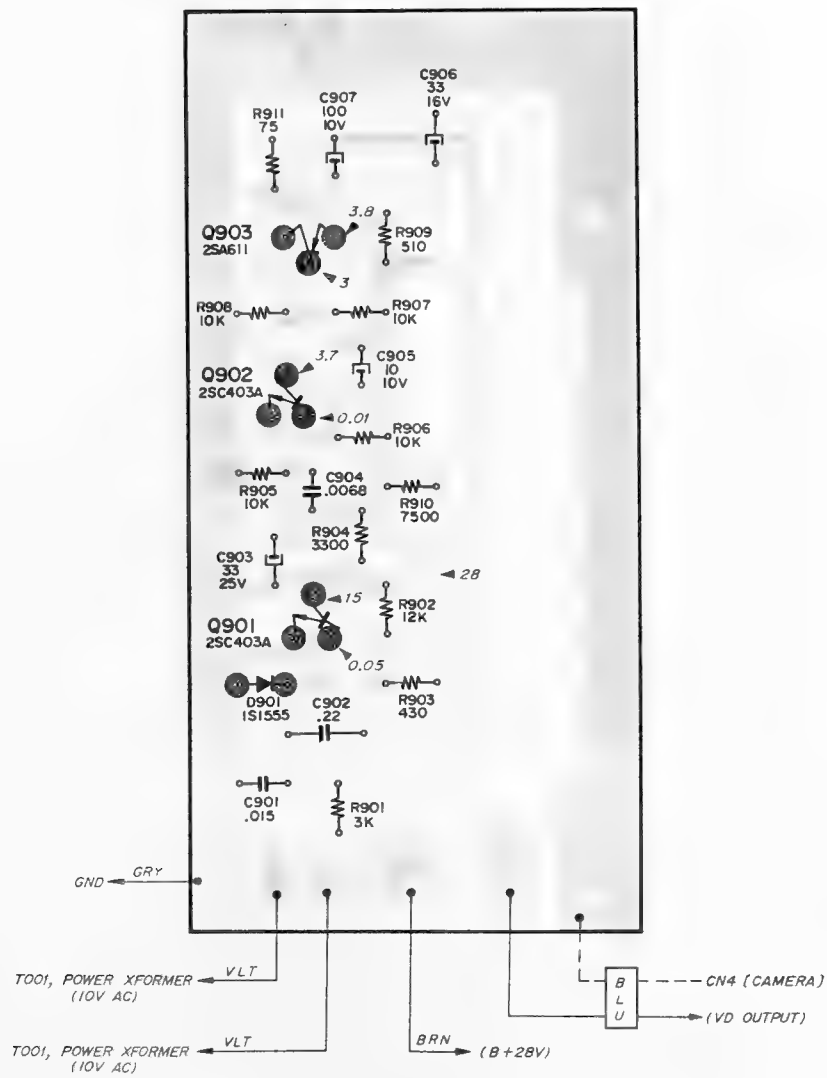 C906
33
16V
C907
100
10V
R911
75
Q903
2SA611
3.8
R909
510
3
R908
10K
R907
10K
3.7
C905
10
10V
Q902
2SC403A
0.01
R906
10K
R905
10K
C904
.0068
R910
7500
R904
3300
C903
33
25V
28
15
R902
12K
Q901
2SC403A
0.05
D901
1S1555
C902
.22
R903
430
C901
.015
R901
3K
GND
GRY
T001, POWER XFORMER
(10V AC)
VLT
BLU
CN4 [CAMERA]
(VD OUTPUT)
T001, POWER XFORMER
(10V AC)
VLT
BRN
(B+28V)